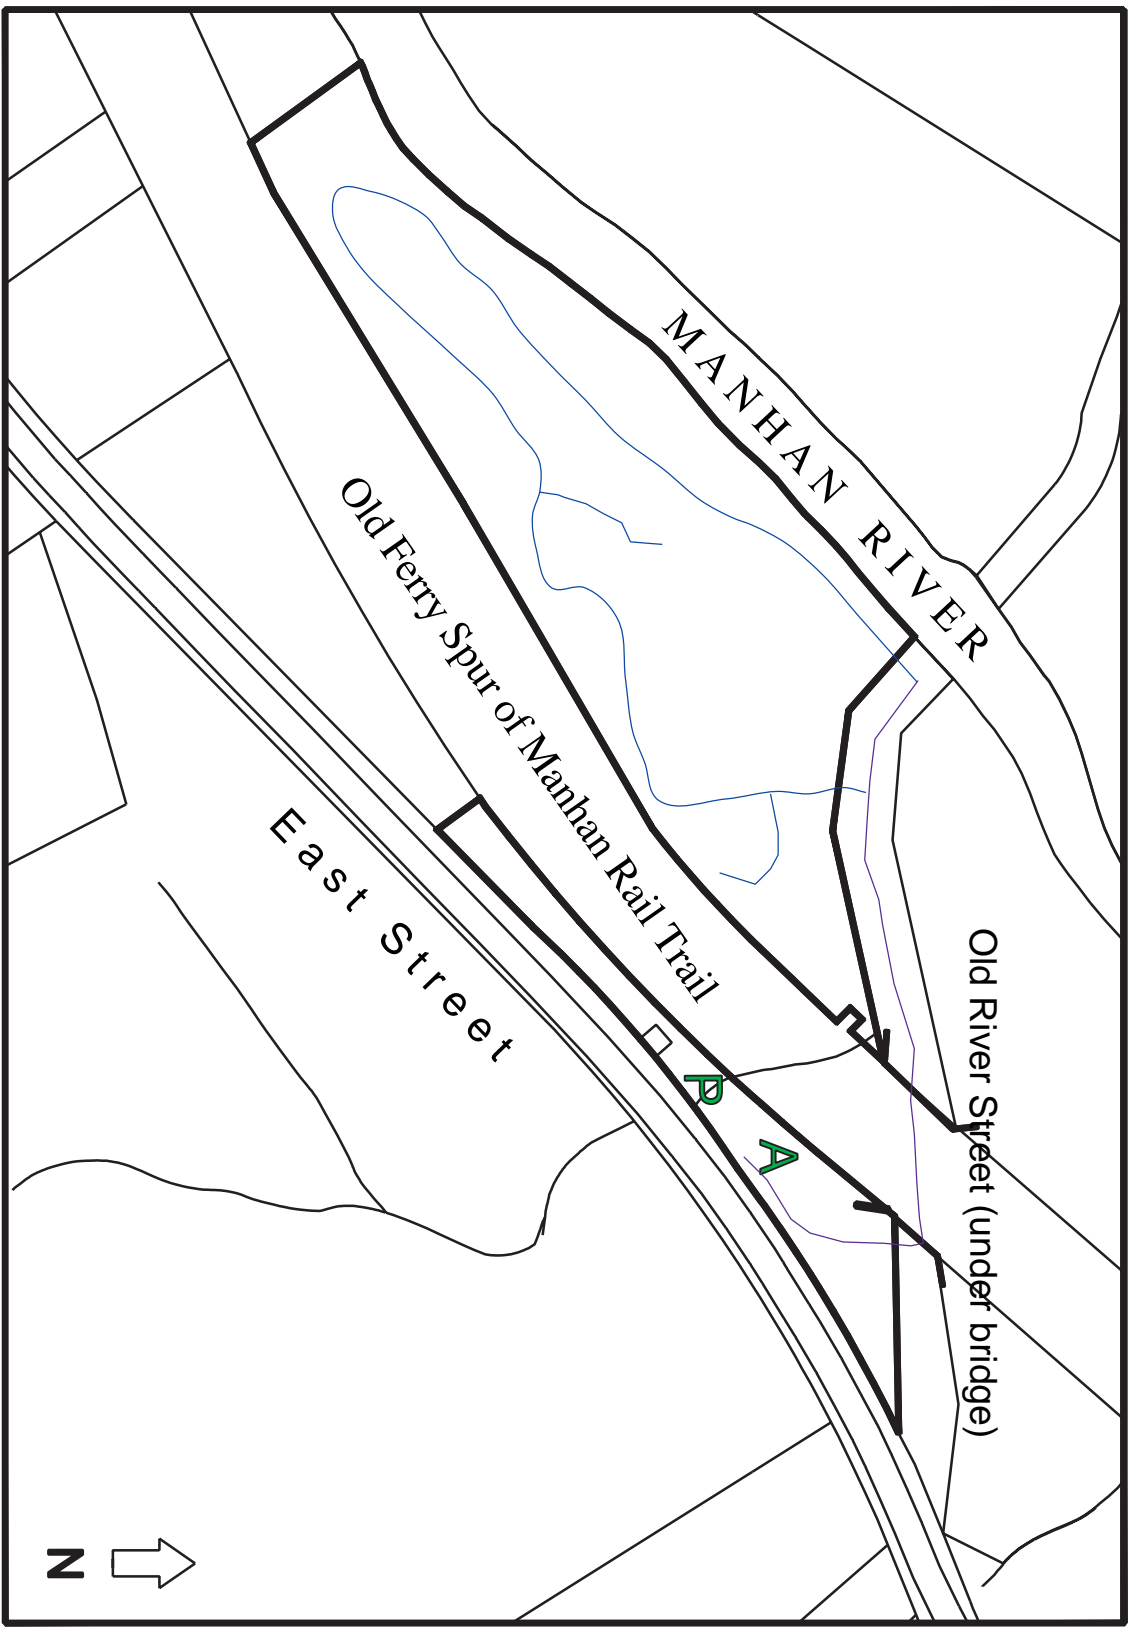 MANHAN RIVER
Old Ferry Spur of Manhan Rail Trail
East Street
Old River Street (under bridge)
P
A
N